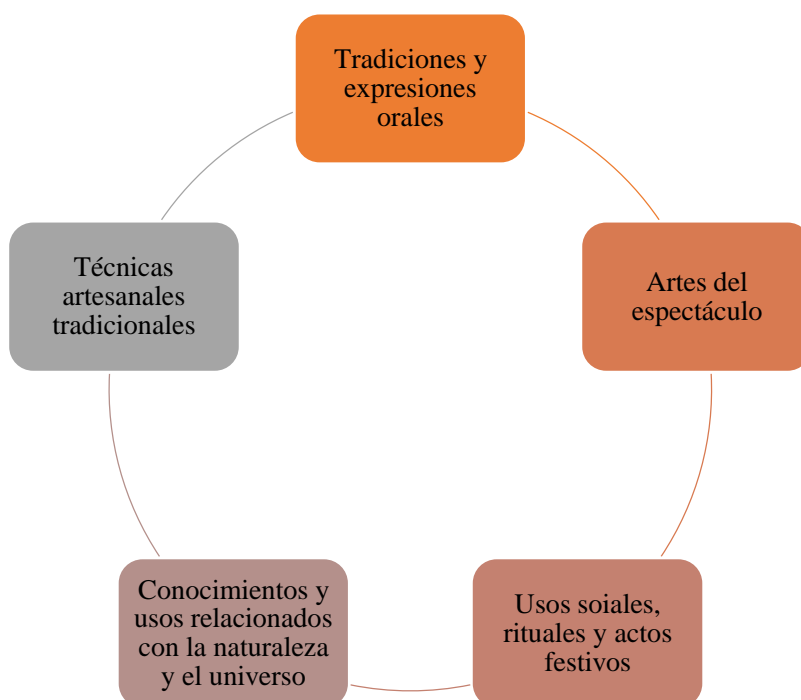 Tradiciones y
expresiones
orales
Artes del
espectáculo
Usos soiales,
rituales y actos
festivos
Conocimientos y
usos relacionados
con la naturaleza
y el universo
Técnicas
artesanales
tradicionales